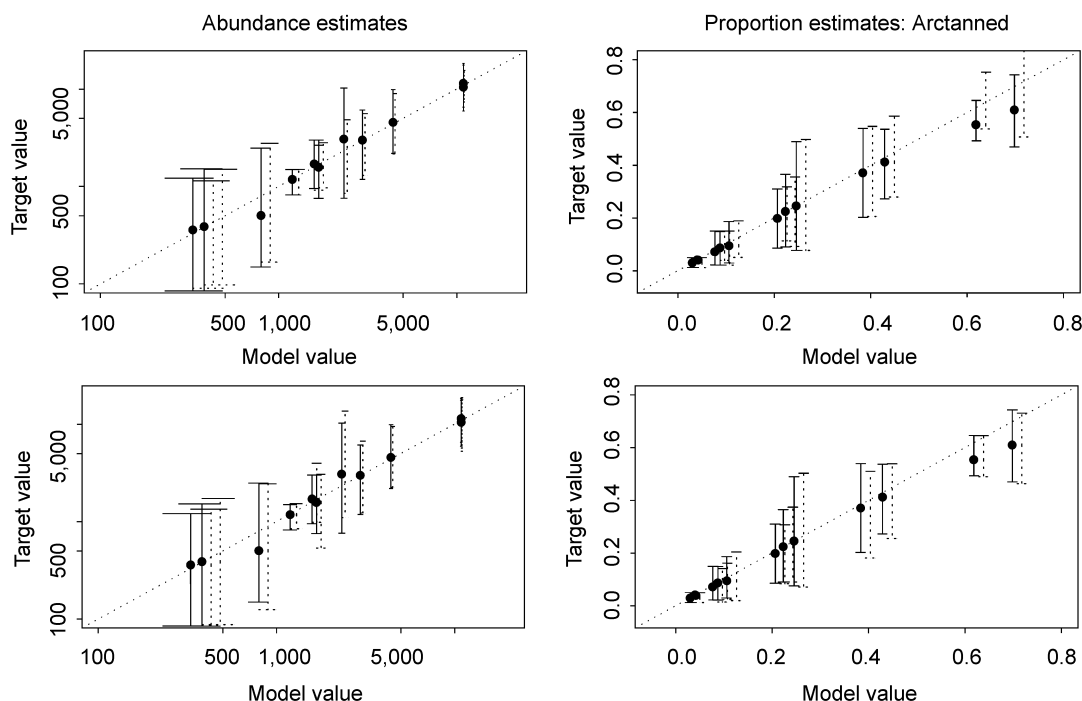 Abundance estimates
Proportion estimates: Arctanned
Target value
5,000
500
100
100 500 1,000 5,000
Model value
Target value
0.8
0.6
0.4
0.2
0.0
0.0 0.2 0.4 0.6 0.8
Model value
Target value
5,000
500
100
100 500 1,000 5,000
Model value
Target value
0.8
0.6
0.4
0.2
0.0
0.0 0.2 0.4 0.6 0.8
Model value